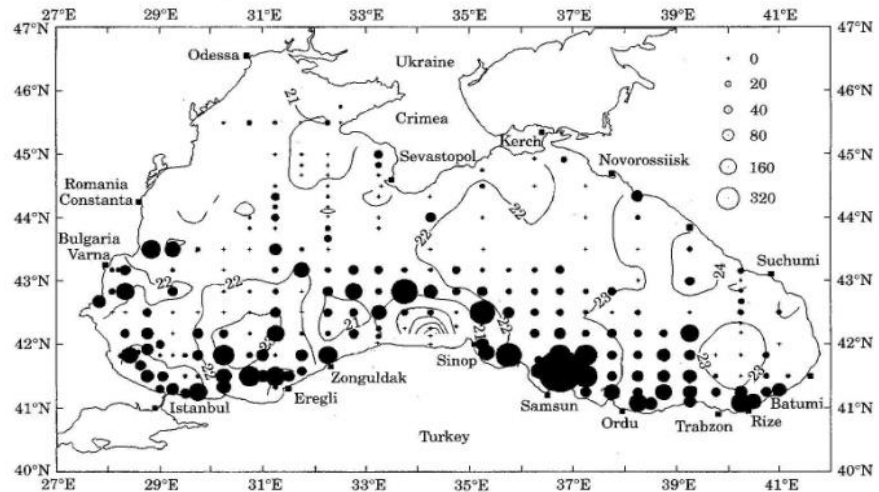 27°E 29°E 31°E 33°E 35°E 37°E 39°E 41°E
47°N 47°N
46°N 46°N
45°N 45°N
44°N 44°N
43°N 43°N
42°N 42°N
41°N 41°N
40°N 40°N
Odessa
Ukraine
Crimea
Kerch
Sevastopol
Novorossiisk
Romania
Constanta
Bulgaria
Varna
Suchumi
Sinop
Zonguldak
Eregli
Istanbul
Samsun
Ordu
Trabzon
Rize
Batumi
Turkey
0
20
40
80
160
320
21
22
22
22
22
24
23
21
22
21
23
22
23
27°E 29°E 31°E 33°E 35°E 37°E 39°E 41°E